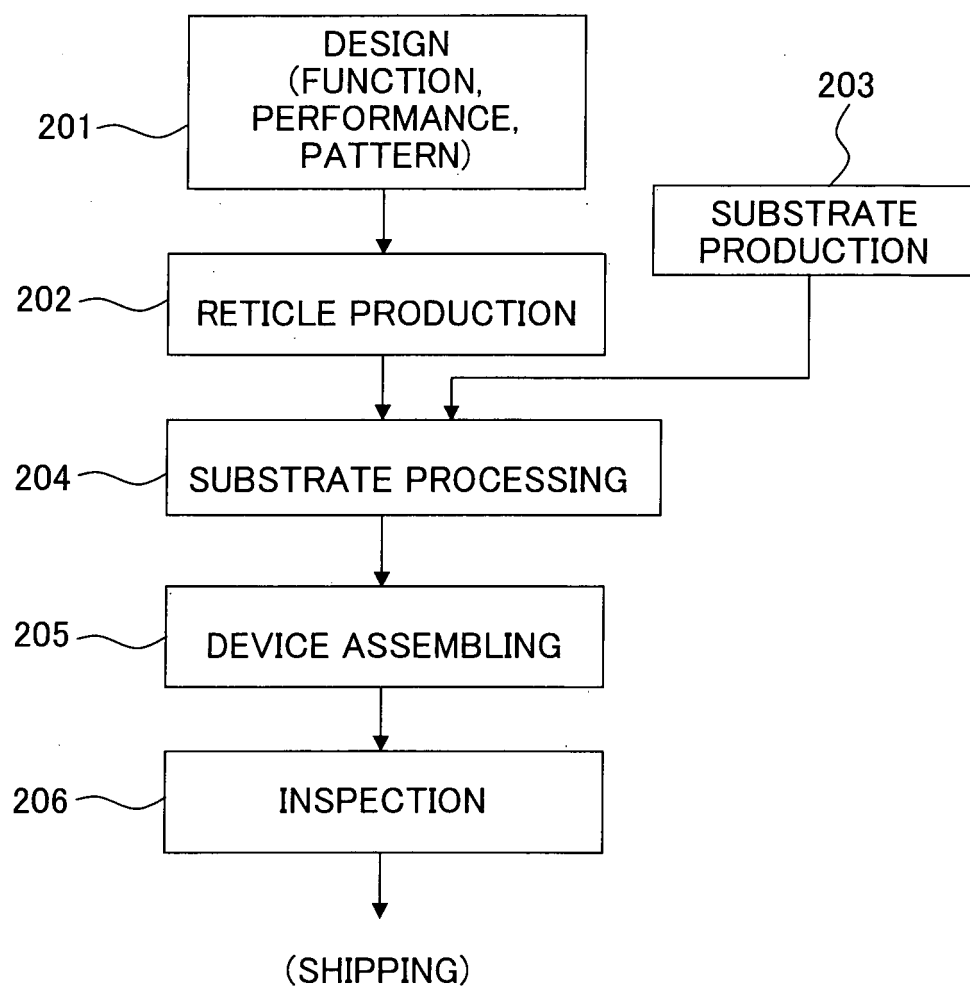 DESIGN
(FUNCTION,
PERFORMANCE,
PATTERN)
201
203
SUBSTRATE
PRODUCTION
202
RETICLE PRODUCTION
204
SUBSTRATE PROCESSING
205
DEVICE ASSEMBLING
206
INSPECTION
(SHIPPING)